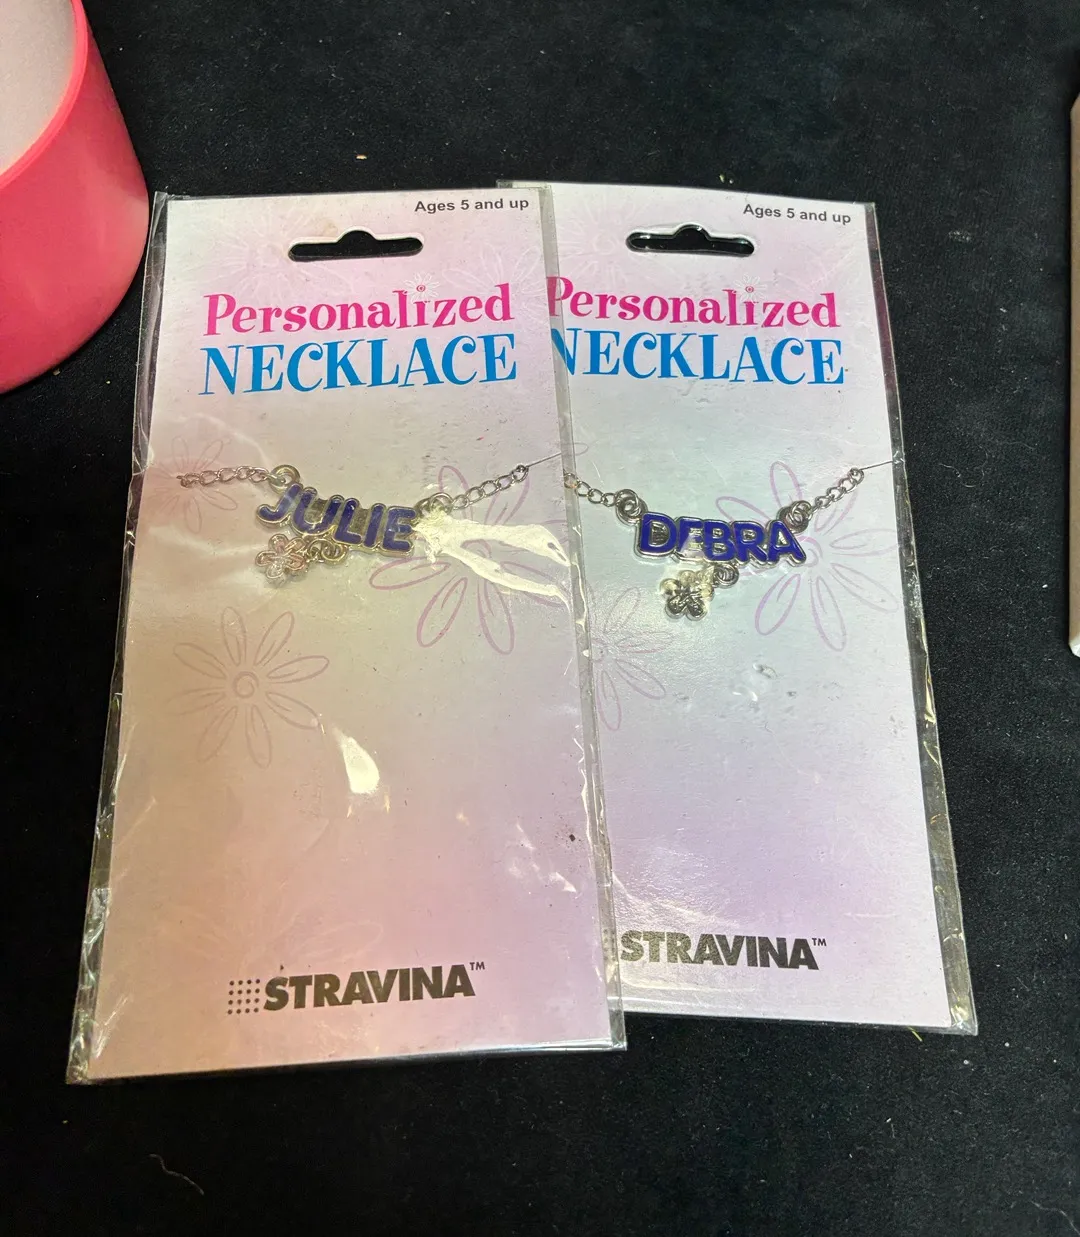 Ages 5 and up
Personalized
NECKLACE
JULIE
STRAVINA™
Ages 5 and up
Personalized
NECKLACE
DEBRA
STRAVINA™